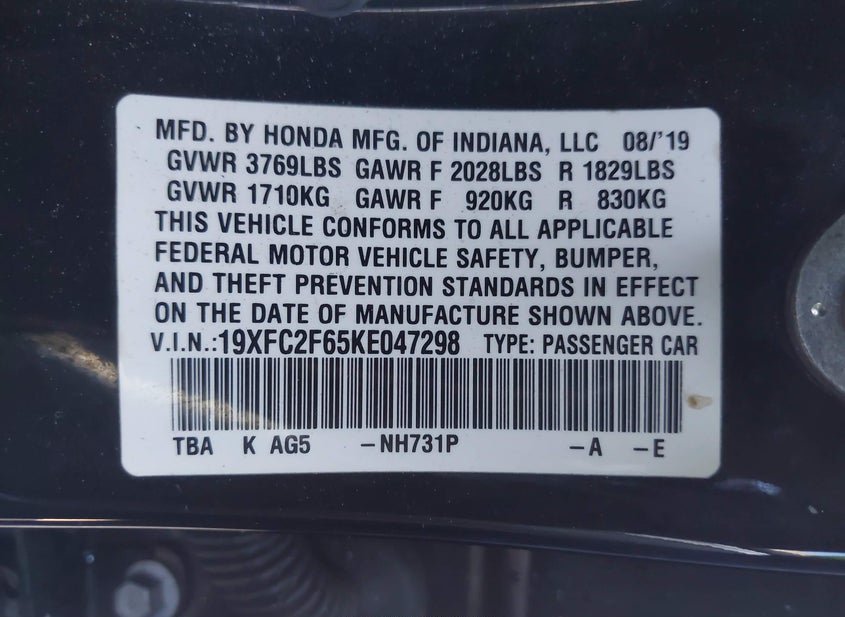 MFD. BY HONDA MFG. OF INDIANA, LLC 08/'19
GVWR 3769LBS GAWR F 2028LBS R 1829LBS
GVWR 1710KG GAWR F 920KG R 830KG
THIS VEHICLE CONFORMS TO ALL APPLICABLE
FEDERAL MOTOR VEHICLE SAFETY, BUMPER,
AND THEFT PREVENTION STANDARDS IN EFFECT
ON THE DATE OF MANUFACTURE SHOWN ABOVE.
V.I.N.:19XFC2F65KE047298 TYPE: PASSENGER CAR
TBA K AG5 –NH731P –A –E